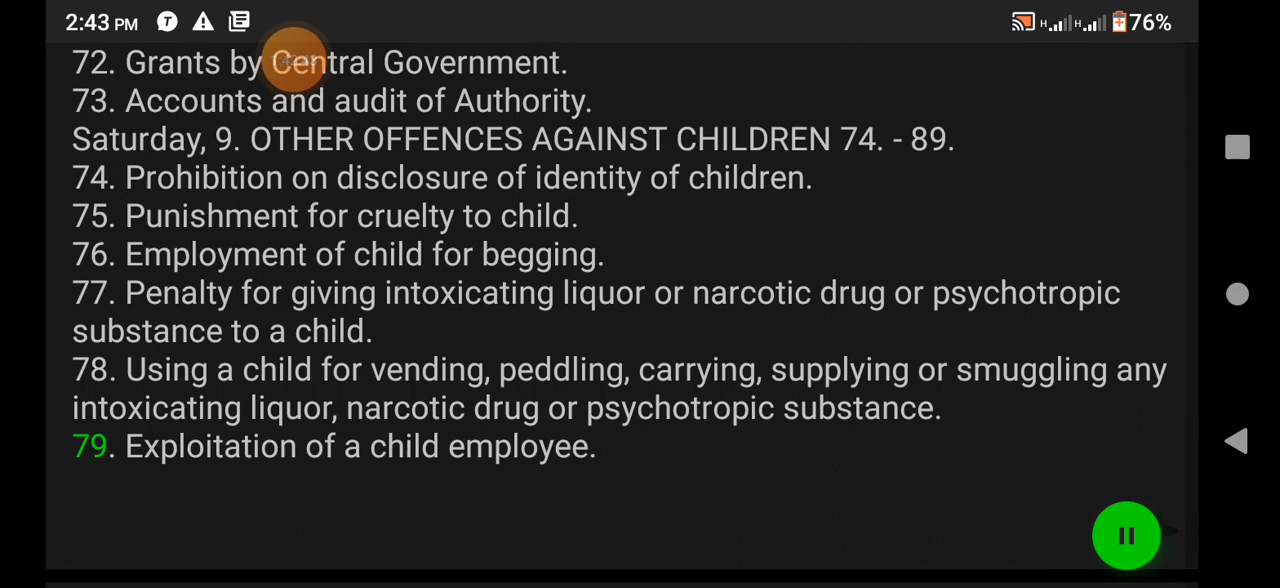 2:43 PM
H H 76%
72. Grants by Central Government.
73. Accounts and audit of Authority.
Saturday, 9. OTHER OFFENCES AGAINST CHILDREN 74. - 89.
74. Prohibition on disclosure of identity of children.
75. Punishment for cruelty to child.
76. Employment of child for begging.
77. Penalty for giving intoxicating liquor or narcotic drug or psychotropic
substance to a child.
78. Using a child for vending, peddling, carrying, supplying or smuggling any
intoxicating liquor, narcotic drug or psychotropic substance.
79. Exploitation of a child employee.